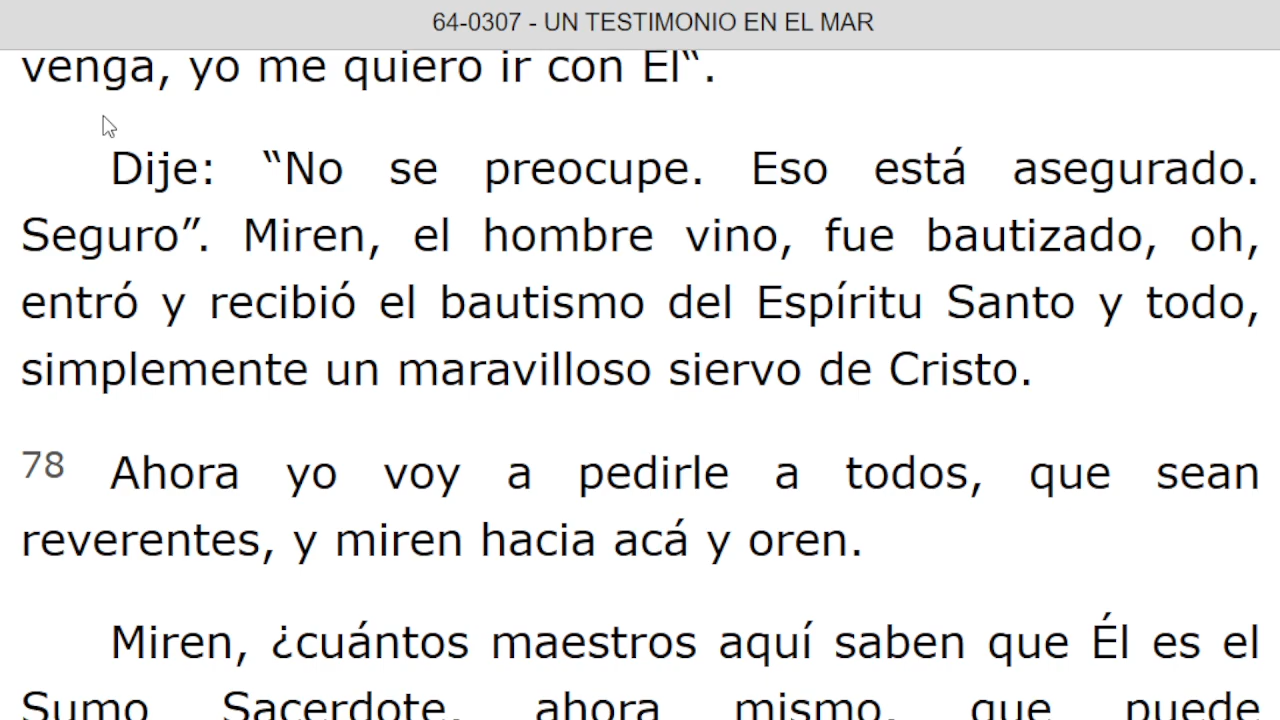 64-0307 - UN TESTIMONIO EN EL MAR
venga, yo me quiero ir con Él“.
Dije: “No se preocupe. Eso está asegurado.
Seguro”. Miren, el hombre vino, fue bautizado, oh,
entró y recibió el bautismo del Espíritu Santo y todo,
simplemente un maravilloso siervo de Cristo.
78 Ahora yo voy a pedirle a todos, que sean
reverentes, y miren hacia acá y oren.
Miren, ¿cuántos maestros aquí saben que Él es el
Sumo Sacerdote, ahora mismo, que puede